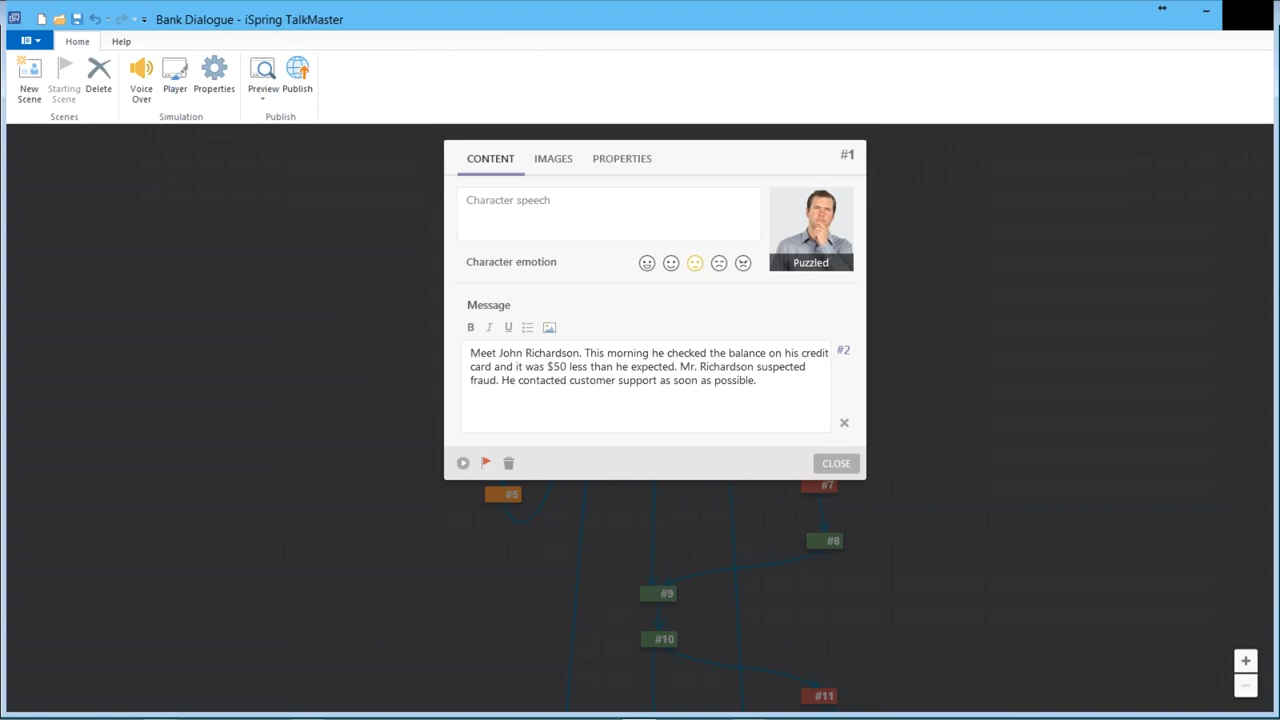 Bank Dialogue - iSpring TalkMaster
Home Help
New Scene
Starting Scene
Delete
Voice Over
Player
Properties
Preview
Publish
Scenes
Simulation
Publish
CONTENT IMAGES PROPERTIES #1
Character speech
Character emotion
Puzzled
Message
B I U
Meet John Richardson. This morning he checked the balance on his credit
card and it was $50 less than he expected. Mr. Richardson suspected
fraud. He contacted customer support as soon as possible.
#2
CLOSE
#5
#7
#8
#9
#10
#11